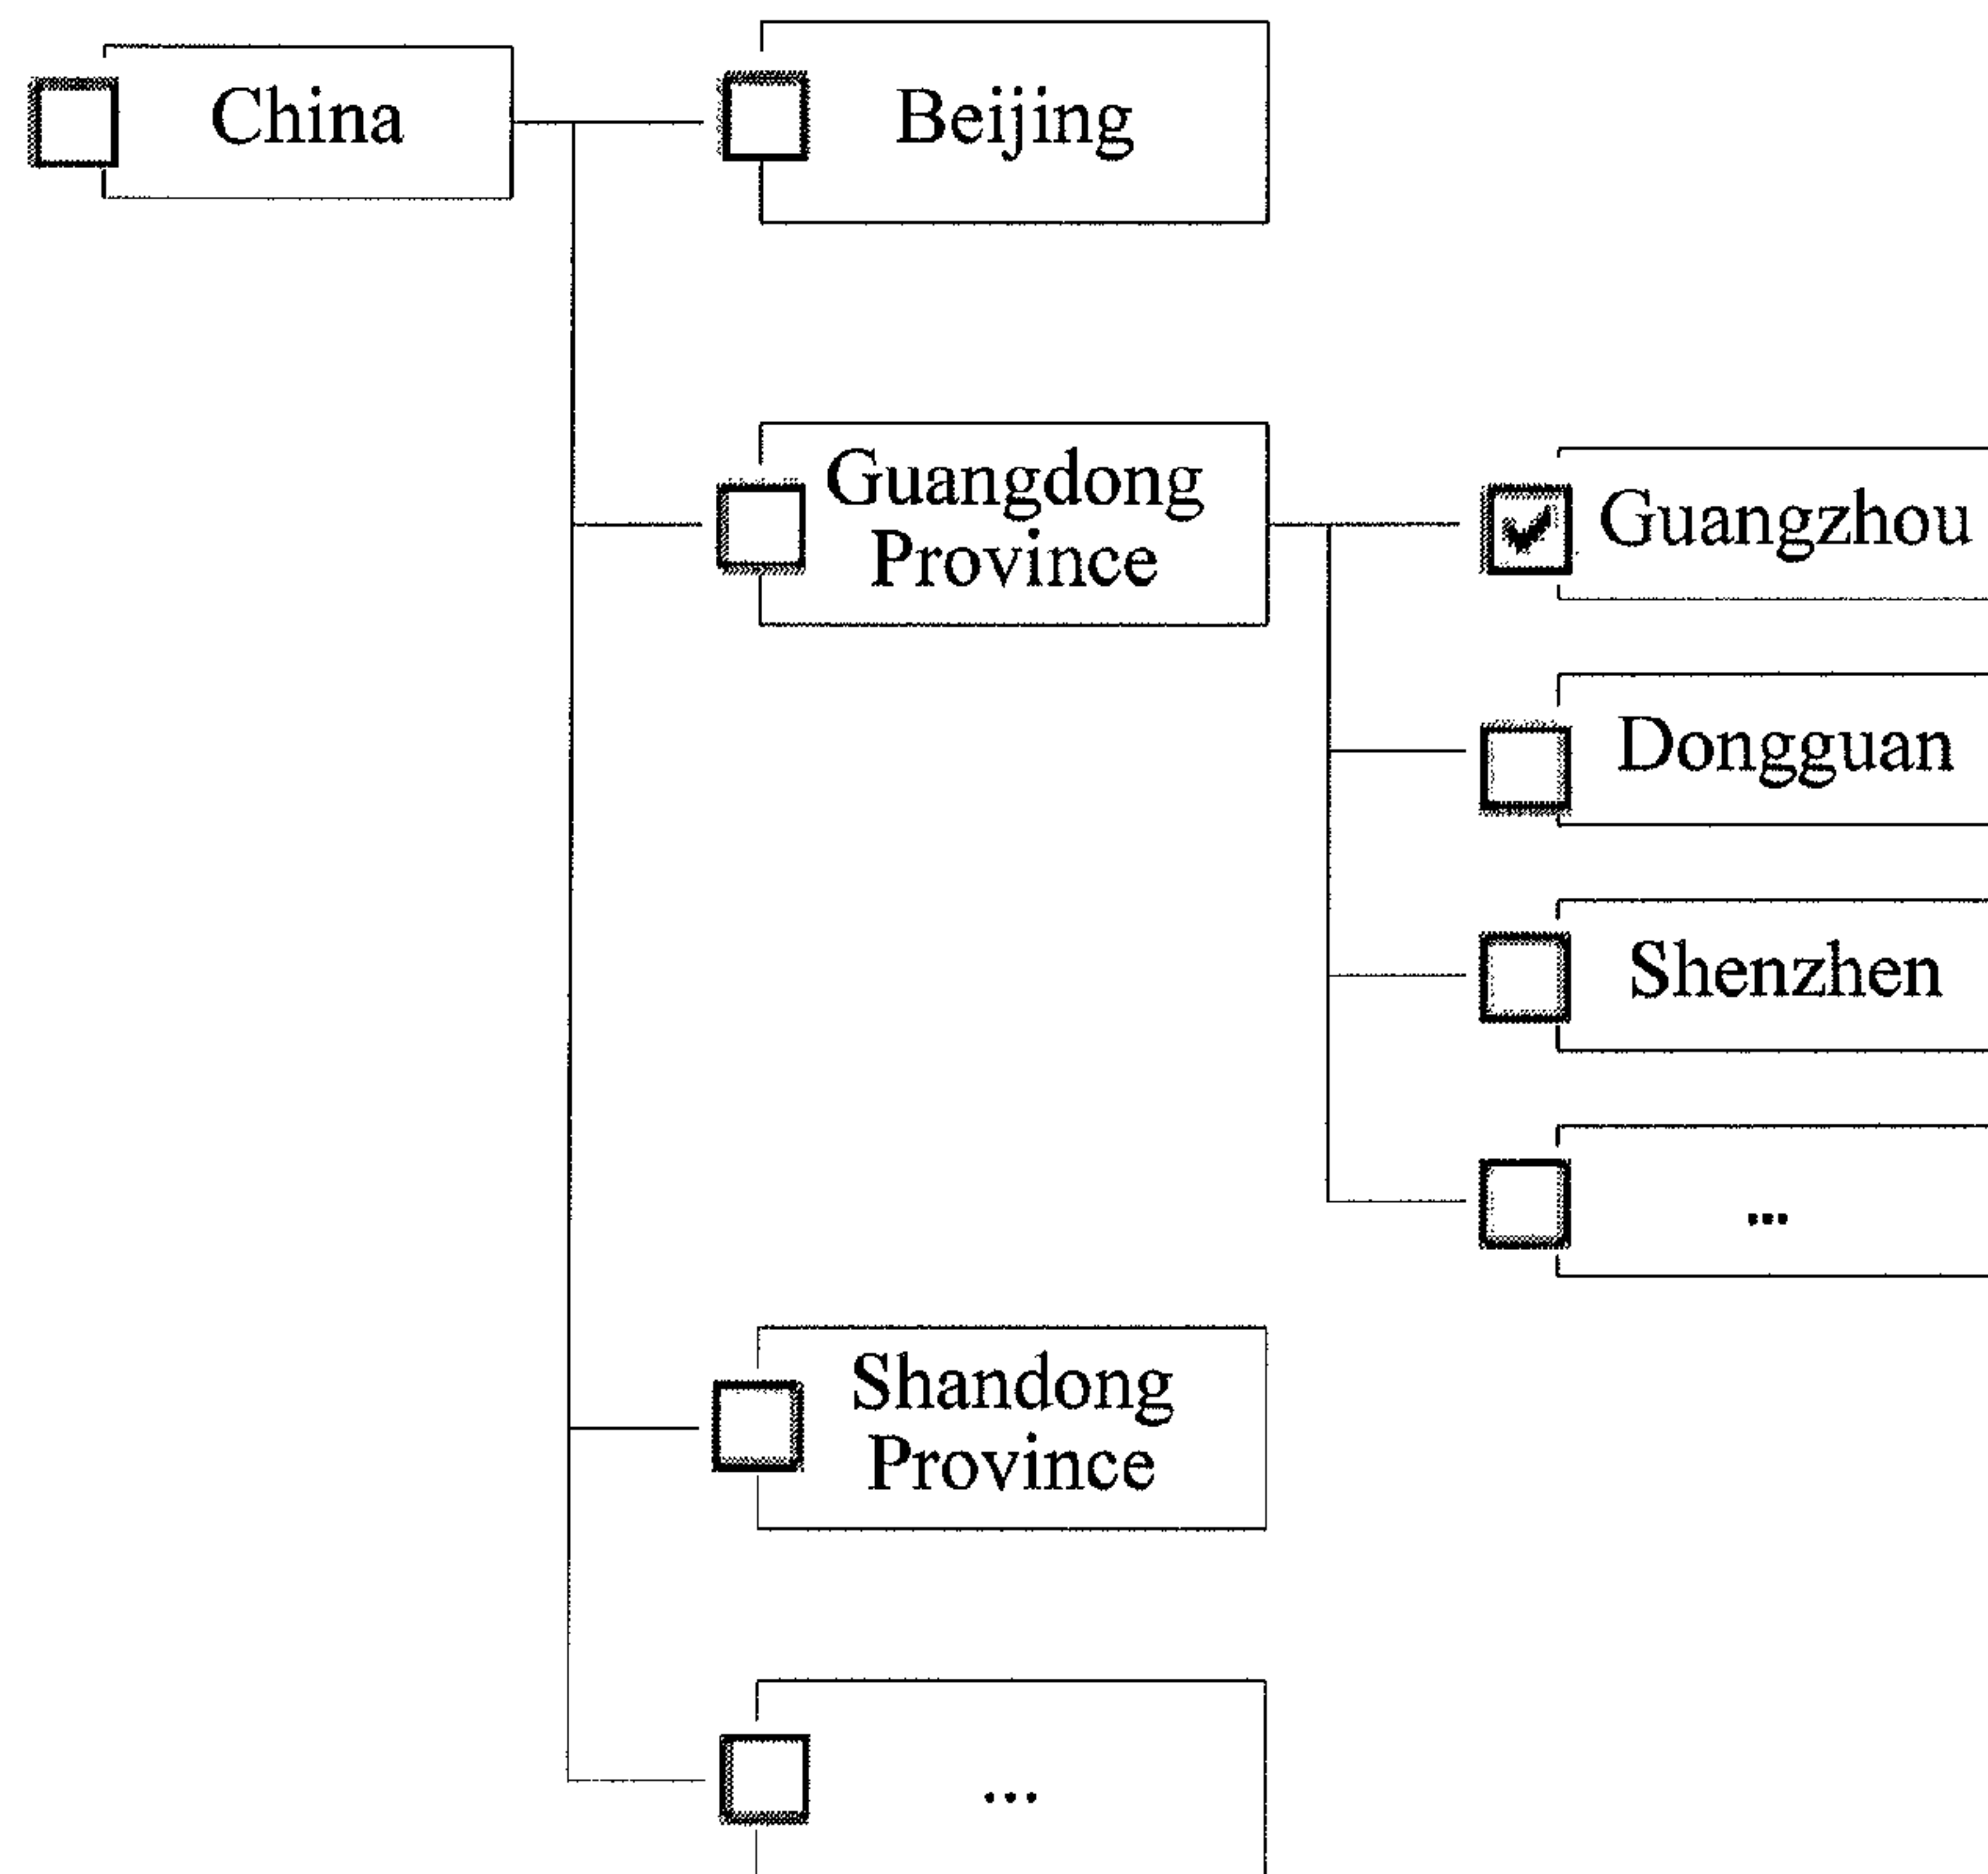 China
Beijing
Guangdong
Province
Guangzhou
Dongguan
Shenzhen
...
Shandong
Province
...